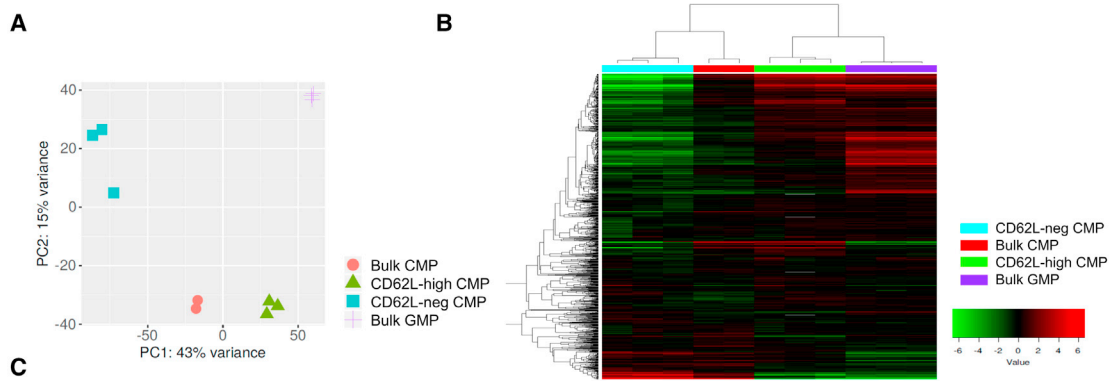 A
B
40
20
0
-20
-40
PC2: 15% variance
-50
0
50
PC1: 43% variance
Bulk CMP
CD62L-high CMP
CD62L-neg CMP
Bulk GMP
CD62L-neg CMP
Bulk CMP
CD62L-high CMP
Bulk GMP
-6 -4 -2 0 2 4 6
Value
C